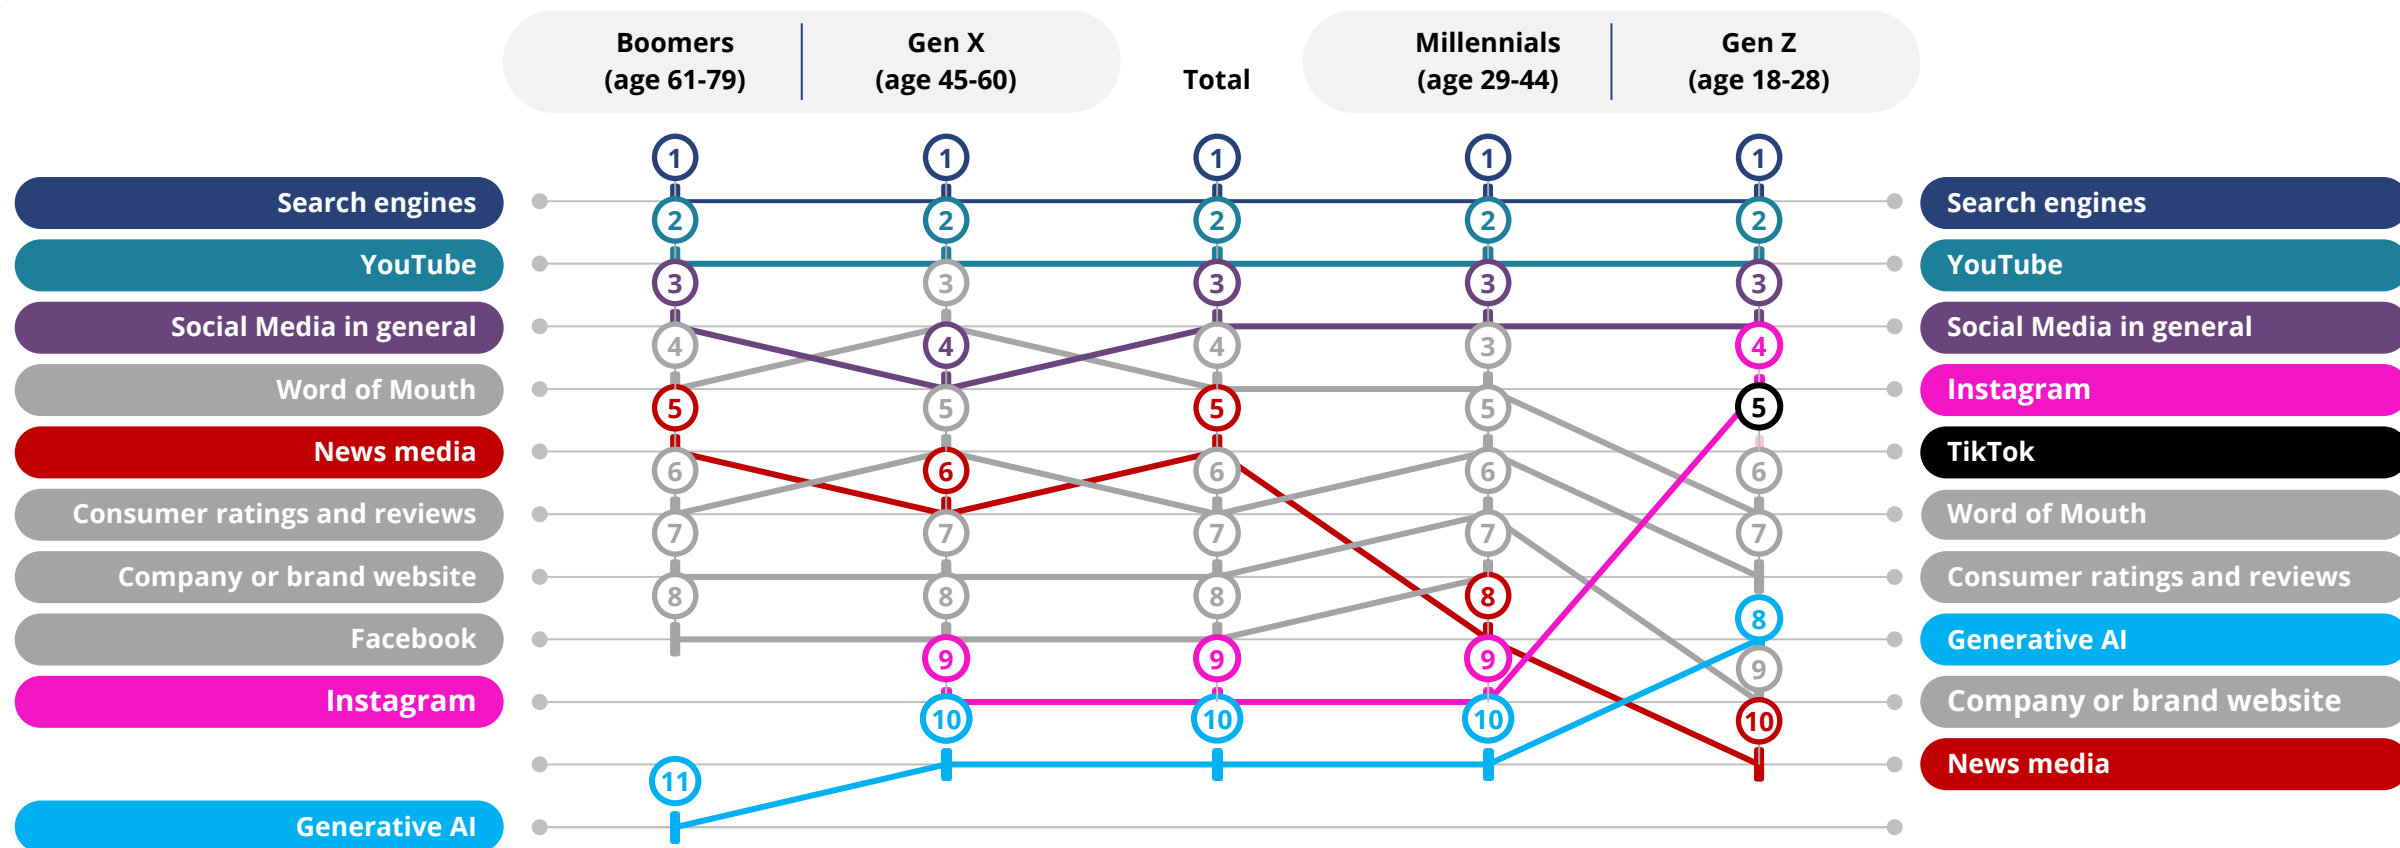 Boomers
(age 61-79)
Gen X
(age 45-60)
Total
Millennials
(age 29-44)
Gen Z
(age 18-28)
1 1 1 1 1
Search engines Search engines
2 2 2 2 2
YouTube YouTube
3 3 3 3 3
Social Media in general Social Media in general
4 4 4 3 4
Word of Mouth Instagram
5 5 5 5 5
News media TikTok
6 6 6 6 6
Consumer ratings and reviews Word of Mouth
7 7 7 7 7
Company or brand website Consumer ratings and reviews
8 8 8 8 8
Facebook Generative AI
9 9 9 9
Instagram Company or brand website
10 10 10 10
News media
11
Generative AI